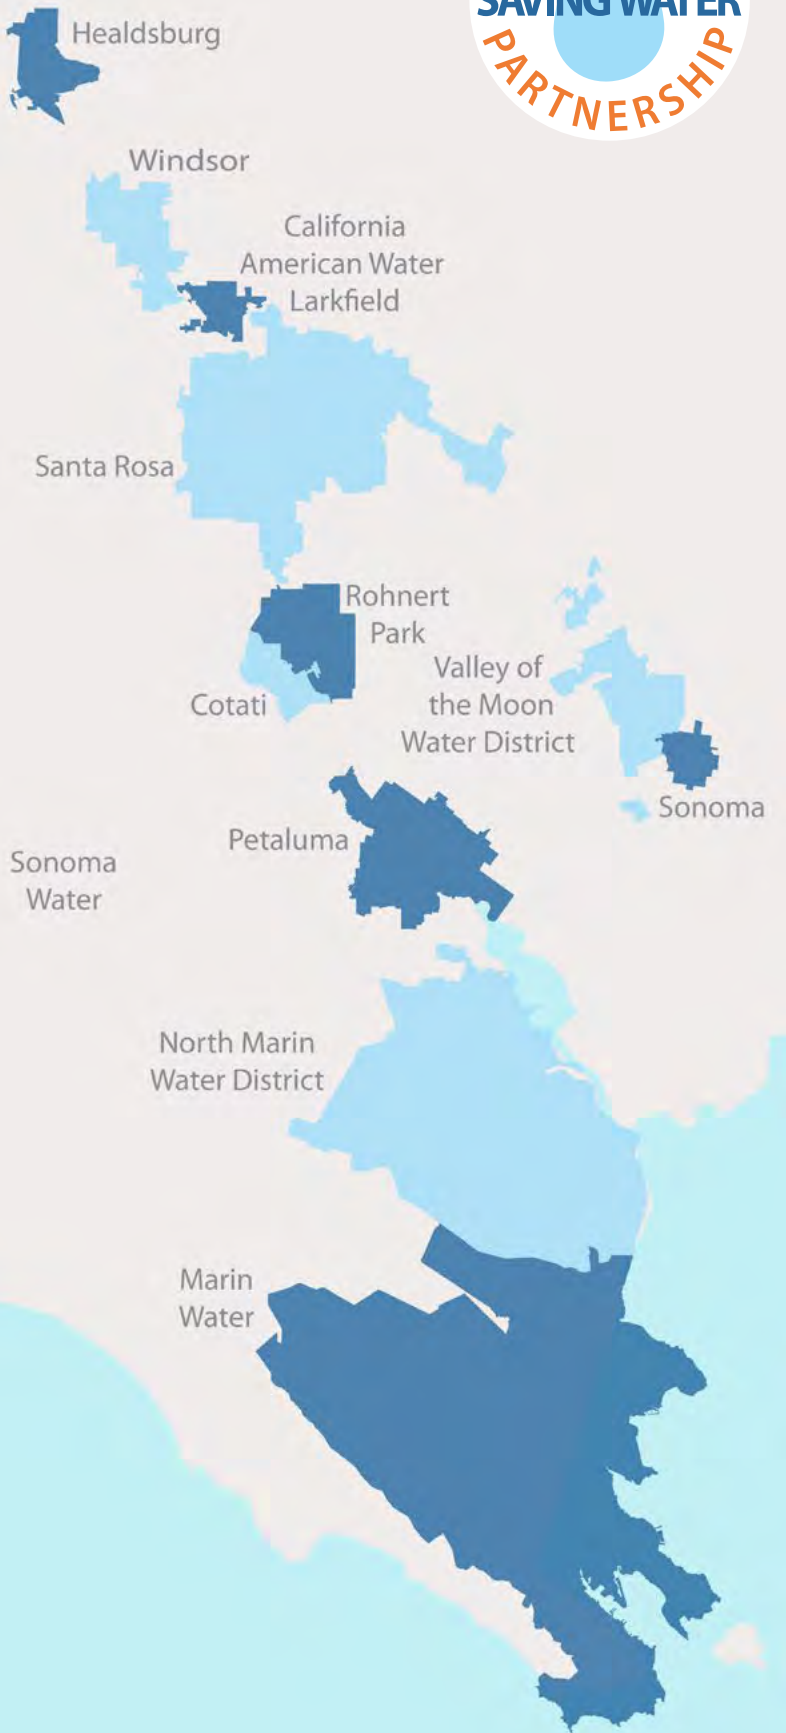 SAVING WATER
PARTNERSHIP
Healdsburg
Windsor
California
American Water
Larkfield
Santa Rosa
Rohnert
Park
Cotati
Valley of
the Moon
Water District
Sonoma
Petaluma
Sonoma
Water
North Marin
Water District
Marin
Water